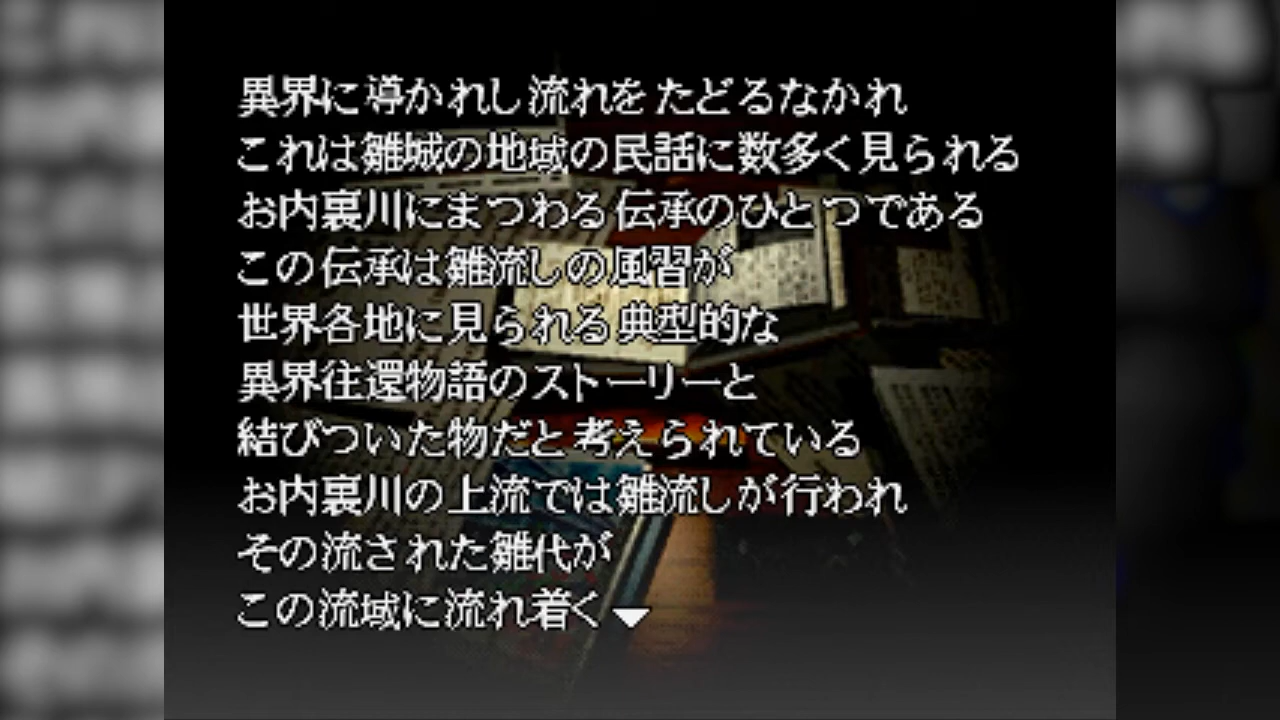 異界に導かれし流れをたどるなかれ
これは雛城の地域の民話に数多く見られる
お内裏川にまつわる伝承のひとつである
この伝承は雛流しの風習が
世界各地に見られる典型的な
異界往還物語のストーリーと
結びついた物だと考えられている
お内裏川の上流では雛流しが行われ
その流された雛代が
この流域に流れ着く